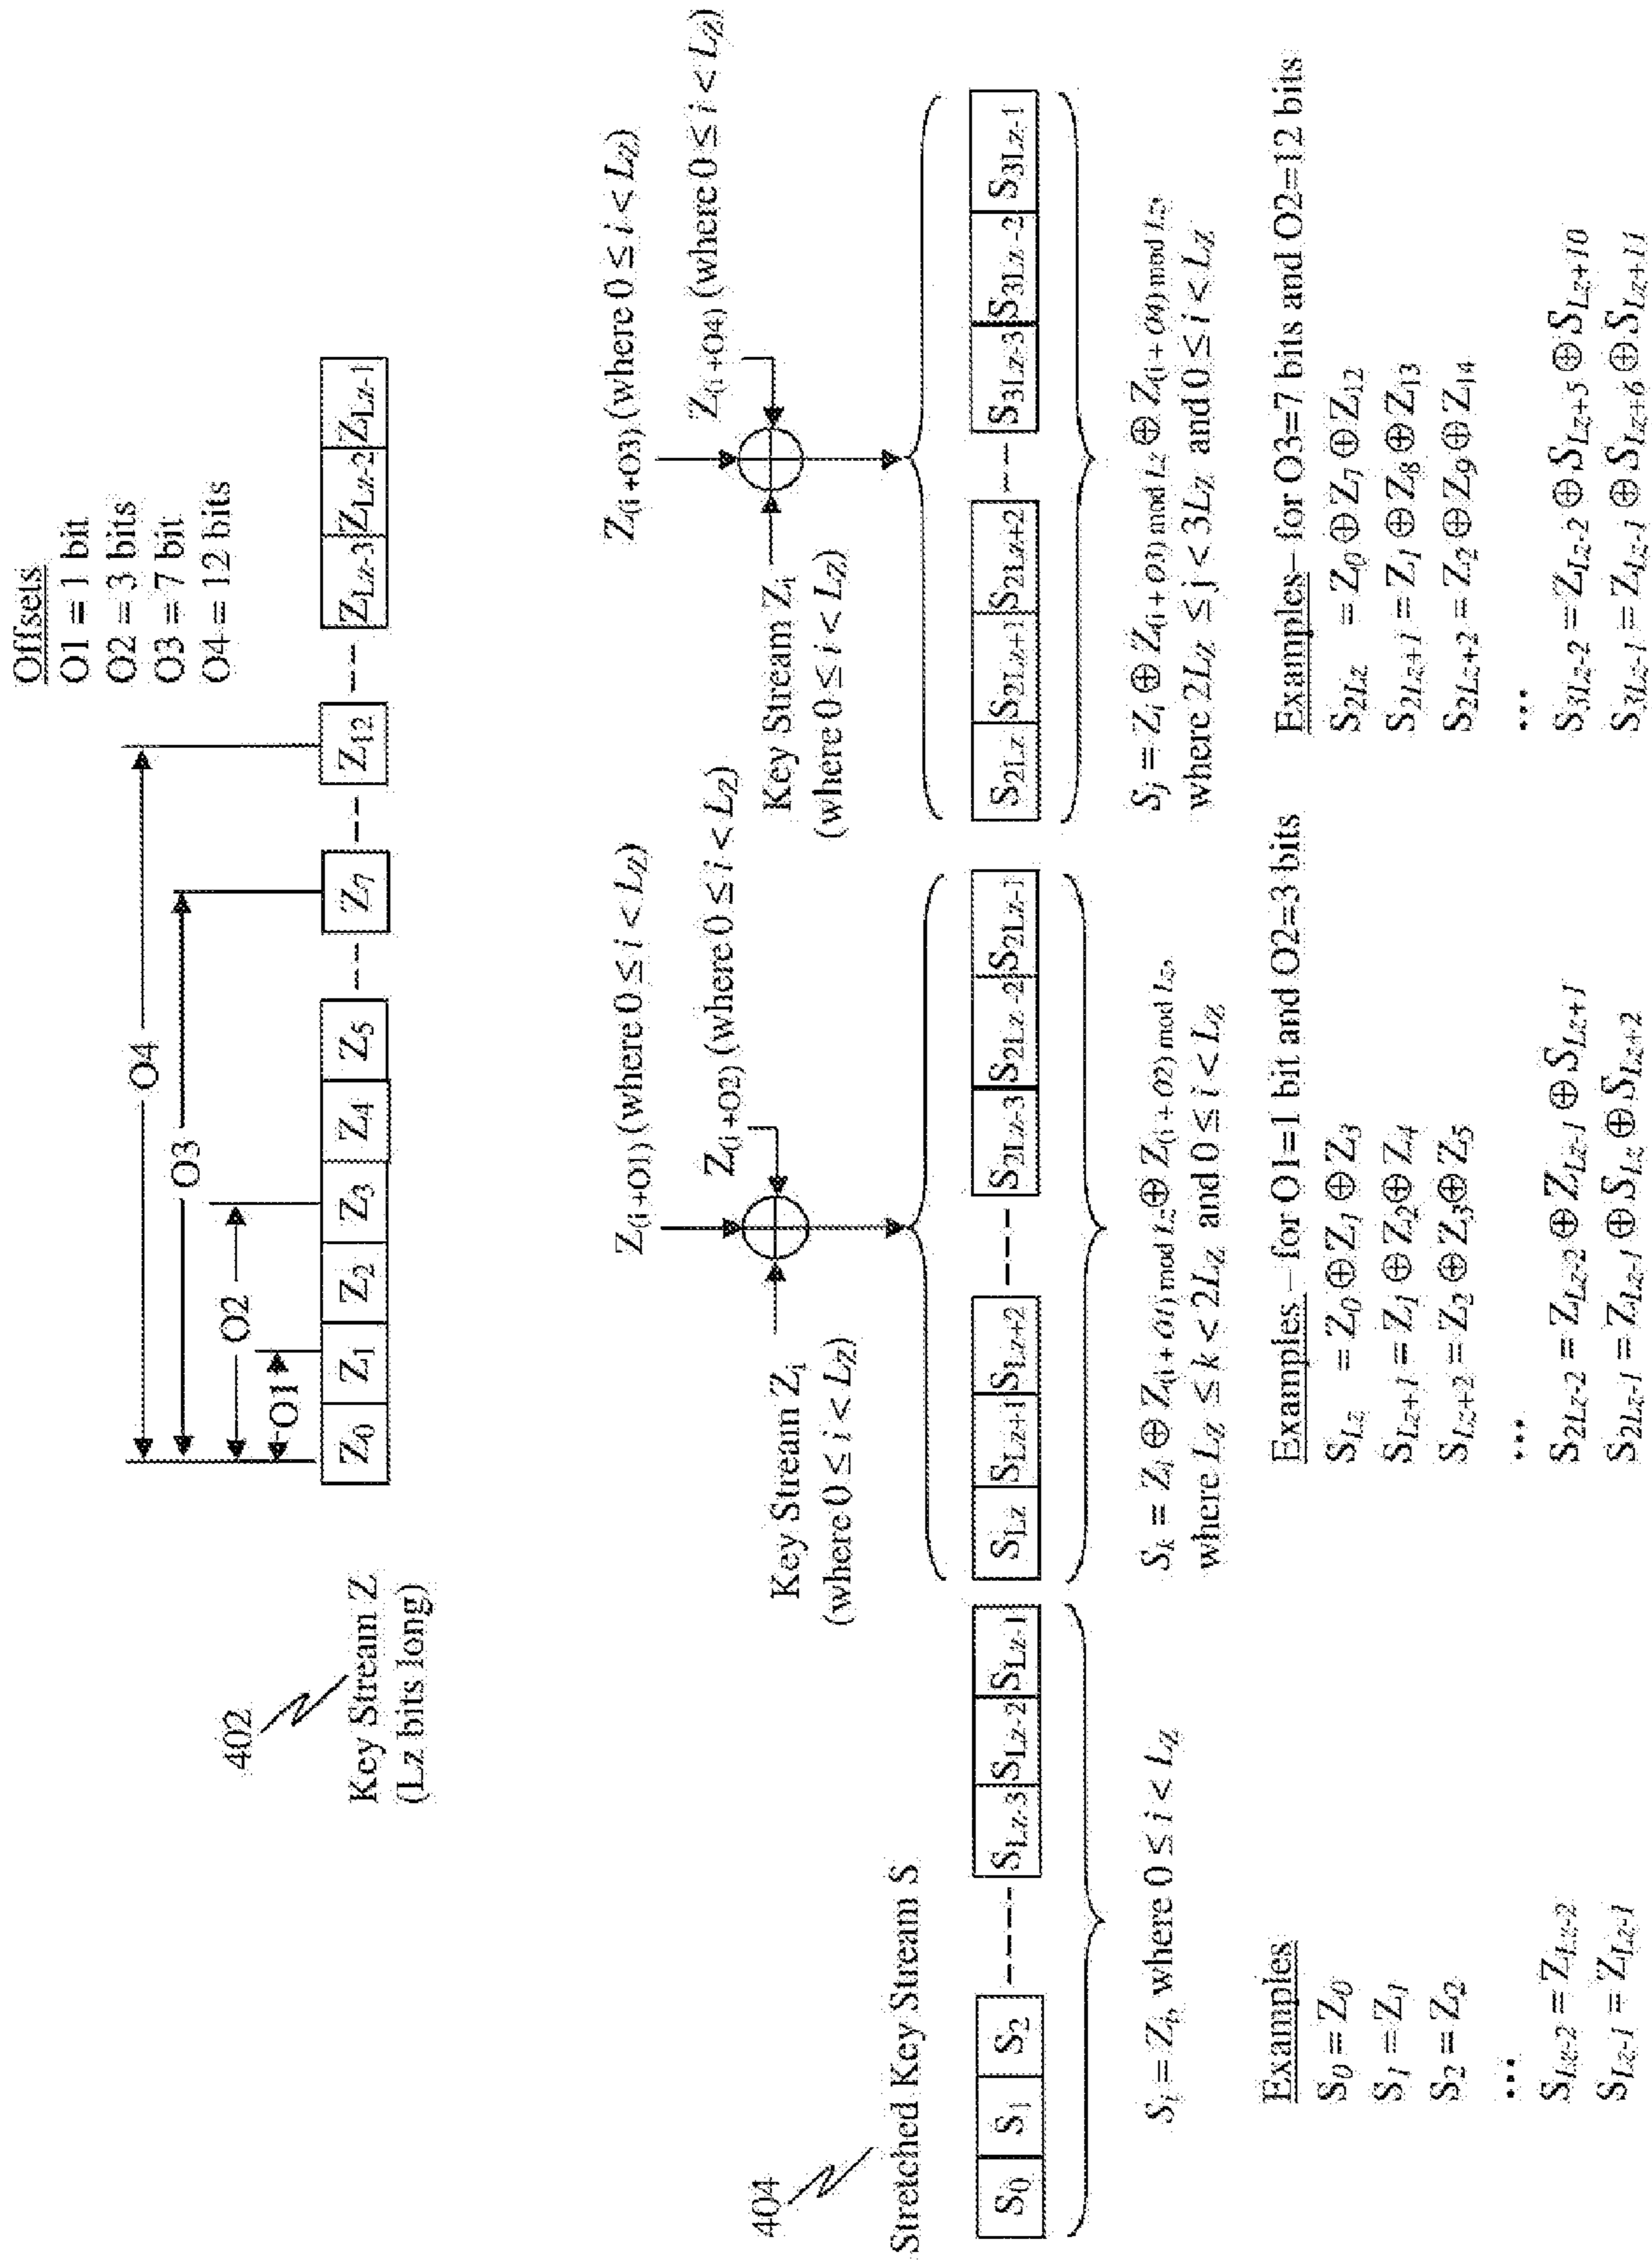 Offsets
O1 = 1 bit
O2 = 3 bits
O3 = 7 bit
O4 = 12 bits
O4
O3
O2
O1
402
Key Stream Z
(Lz bits long)
Z0 Z1 Z2 Z3 Z4 Z5 Z7 Z12 ZLz-3 ZLz-2 ZLz-1
404
Stretched Key Stream S
S0 S1 S2 SLz-3 SLz-2 SLz-1
Si = Zi, where 0 ≤ i < LZ
Examples
S0 = Z0
S1 = Z1
S2 = Z2
...
SLz-2 = ZLz-2
SLz-1 = ZLz-1
Z(i+O1) (where 0 ≤ i < LZ)
Z(i+O2) (where 0 ≤ i < LZ)
Key Stream Zi
(where 0 ≤ i < LZ)
SLz SLz+1 SLz+2 S2Lz-3 S2Lz-2 S2Lz-1
Sk = Zi ⊕ Z(i + O1) mod Lz ⊕ Z(i + O2) mod Lz,
where LZ ≤ k < 2LZ and 0 ≤ i < LZ
Examples – for O1=1 bit and O2=3 bits
SLz = Z0 ⊕ Z1 ⊕ Z3
SLz+1 = Z1 ⊕ Z2 ⊕ Z4
SLz+2 = Z2 ⊕ Z3 ⊕ Z5
...
S2Lz-2 = ZLz-2 ⊕ ZLz-1 ⊕ SLz+1
S2Lz-1 = ZLz-1 ⊕ SLz ⊕ SLz+2
Z(i+O3) (where 0 ≤ i < LZ)
Z(i+O4) (where 0 ≤ i < LZ)
Key Stream Zi
(where 0 ≤ i < LZ)
S2Lz S2Lz+1 S2Lz+2 S3Lz-3 S3Lz-2 S3Lz-1
Sj = Zi ⊕ Z(i + O3) mod Lz ⊕ Z(i + O4) mod Lz,
where 2LZ ≤ j < 3LZ and 0 ≤ i < LZ
Examples – for O3=7 bits and O2=12 bits
S2Lz = Z0 ⊕ Z7 ⊕ Z12
S2Lz+1 = Z1 ⊕ Z8 ⊕ Z13
S2Lz+2 = Z2 ⊕ Z9 ⊕ Z14
...
S3Lz-2 = ZLz-2 ⊕ SLz+5 ⊕ SLz+10
S3Lz-1 = ZLz-1 ⊕ SLz+6 ⊕ SLz+11